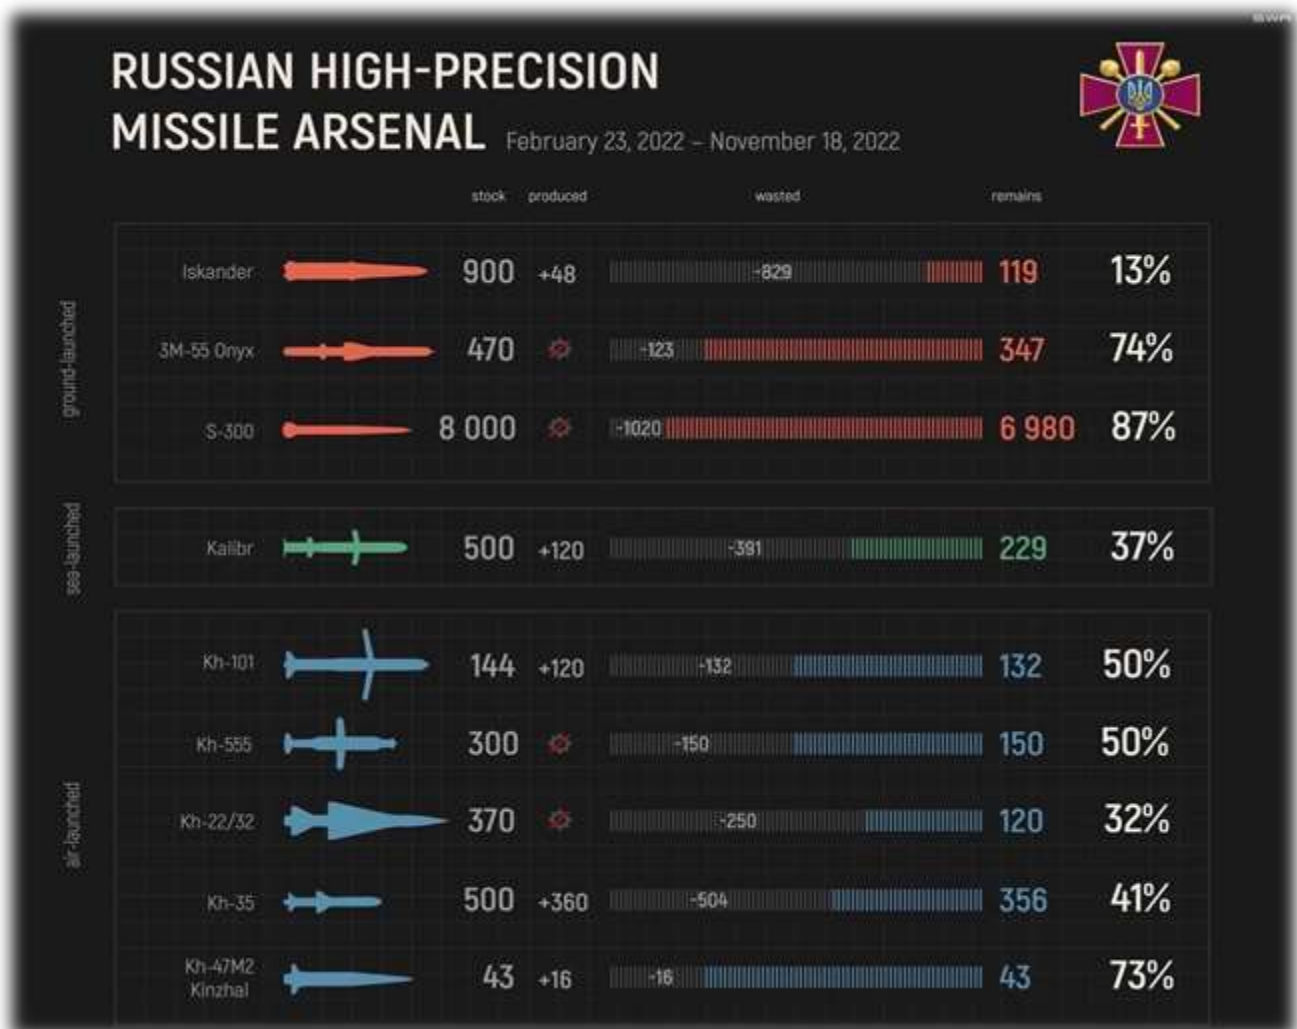 RUSSIAN HIGH-PRECISION
MISSILE ARSENAL February 23, 2022 – November 18, 2022
stock produced wasted remains
ground-launched
Iskander 900 +48 -829 119 13%
3M-55 Onyx 470 -123 347 74%
S-300 8 000 -1020 6 980 87%
sea-launched
Kalibr 500 +120 -391 229 37%
air-launched
Kh-101 144 +120 -132 132 50%
Kh-555 300 -150 150 50%
Kh-22/32 370 -250 120 32%
Kh-35 500 +360 -504 356 41%
Kh-47M2
Kinzhal 43 +16 -16 43 73%